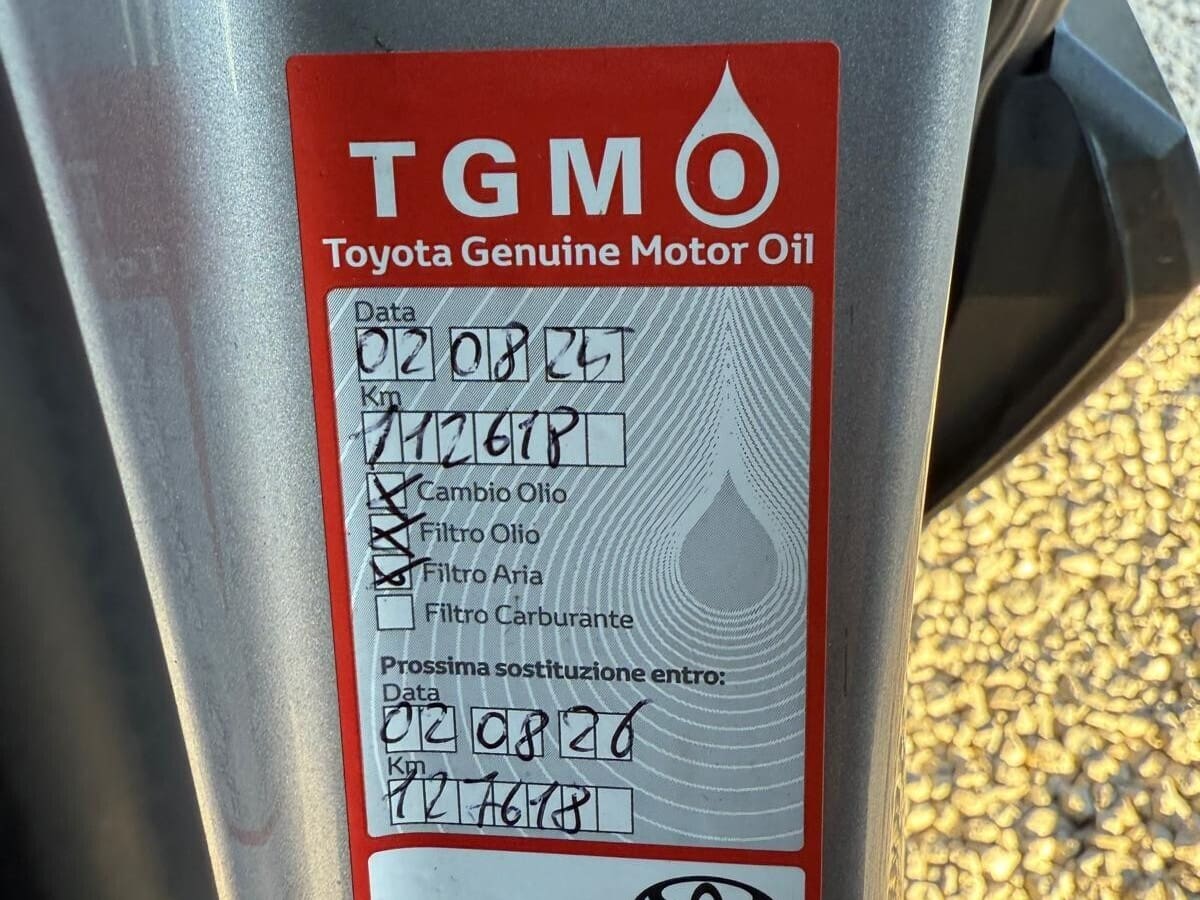 TGMO
Toyota Genuine Motor Oil
Data
02 08 25
Km
112618
X Cambio Olio
X Filtro Olio
X Filtro Aria
Filtro Carburante
Prossima sostituzione entro:
Data
02 08 26
Km
127618